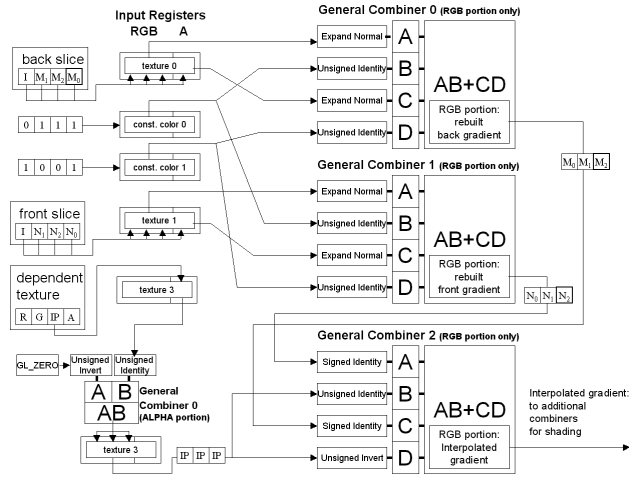 Input Registers
RGB A
General Combiner 0 (RGB portion only)
back slice
I M1 M2 M0
texture 0
0 1 1 1
const. color 0
1 0 0 1
const. color 1
Expand Normal A
Unsigned Identity B
Expand Normal C
Unsigned Identity D
AB+CD
RGB portion:
rebuilt
back gradient
M0 M1 M2
General Combiner 1 (RGB portion only)
front slice
I N1 N2 N0
texture 1
Expand Normal A
Unsigned Identity B
Expand Normal C
Unsigned Identity D
AB+CD
RGB portion:
rebuilt
front gradient
N0 N1 N2
dependent
texture
R G IP A
texture 3
GL_ZERO
Unsigned
Invert
Unsigned
Identity
A B
AB
General
Combiner 0
(ALPHA portion)
texture 3
IP IP IP
General Combiner 2 (RGB portion only)
Signed Identity A
Unsigned Identity B
Signed Identity C
Unsigned Invert D
AB+CD
RGB portion:
Interpolated
gradient
Interpolated gradient:
to additional
combiners
for shading